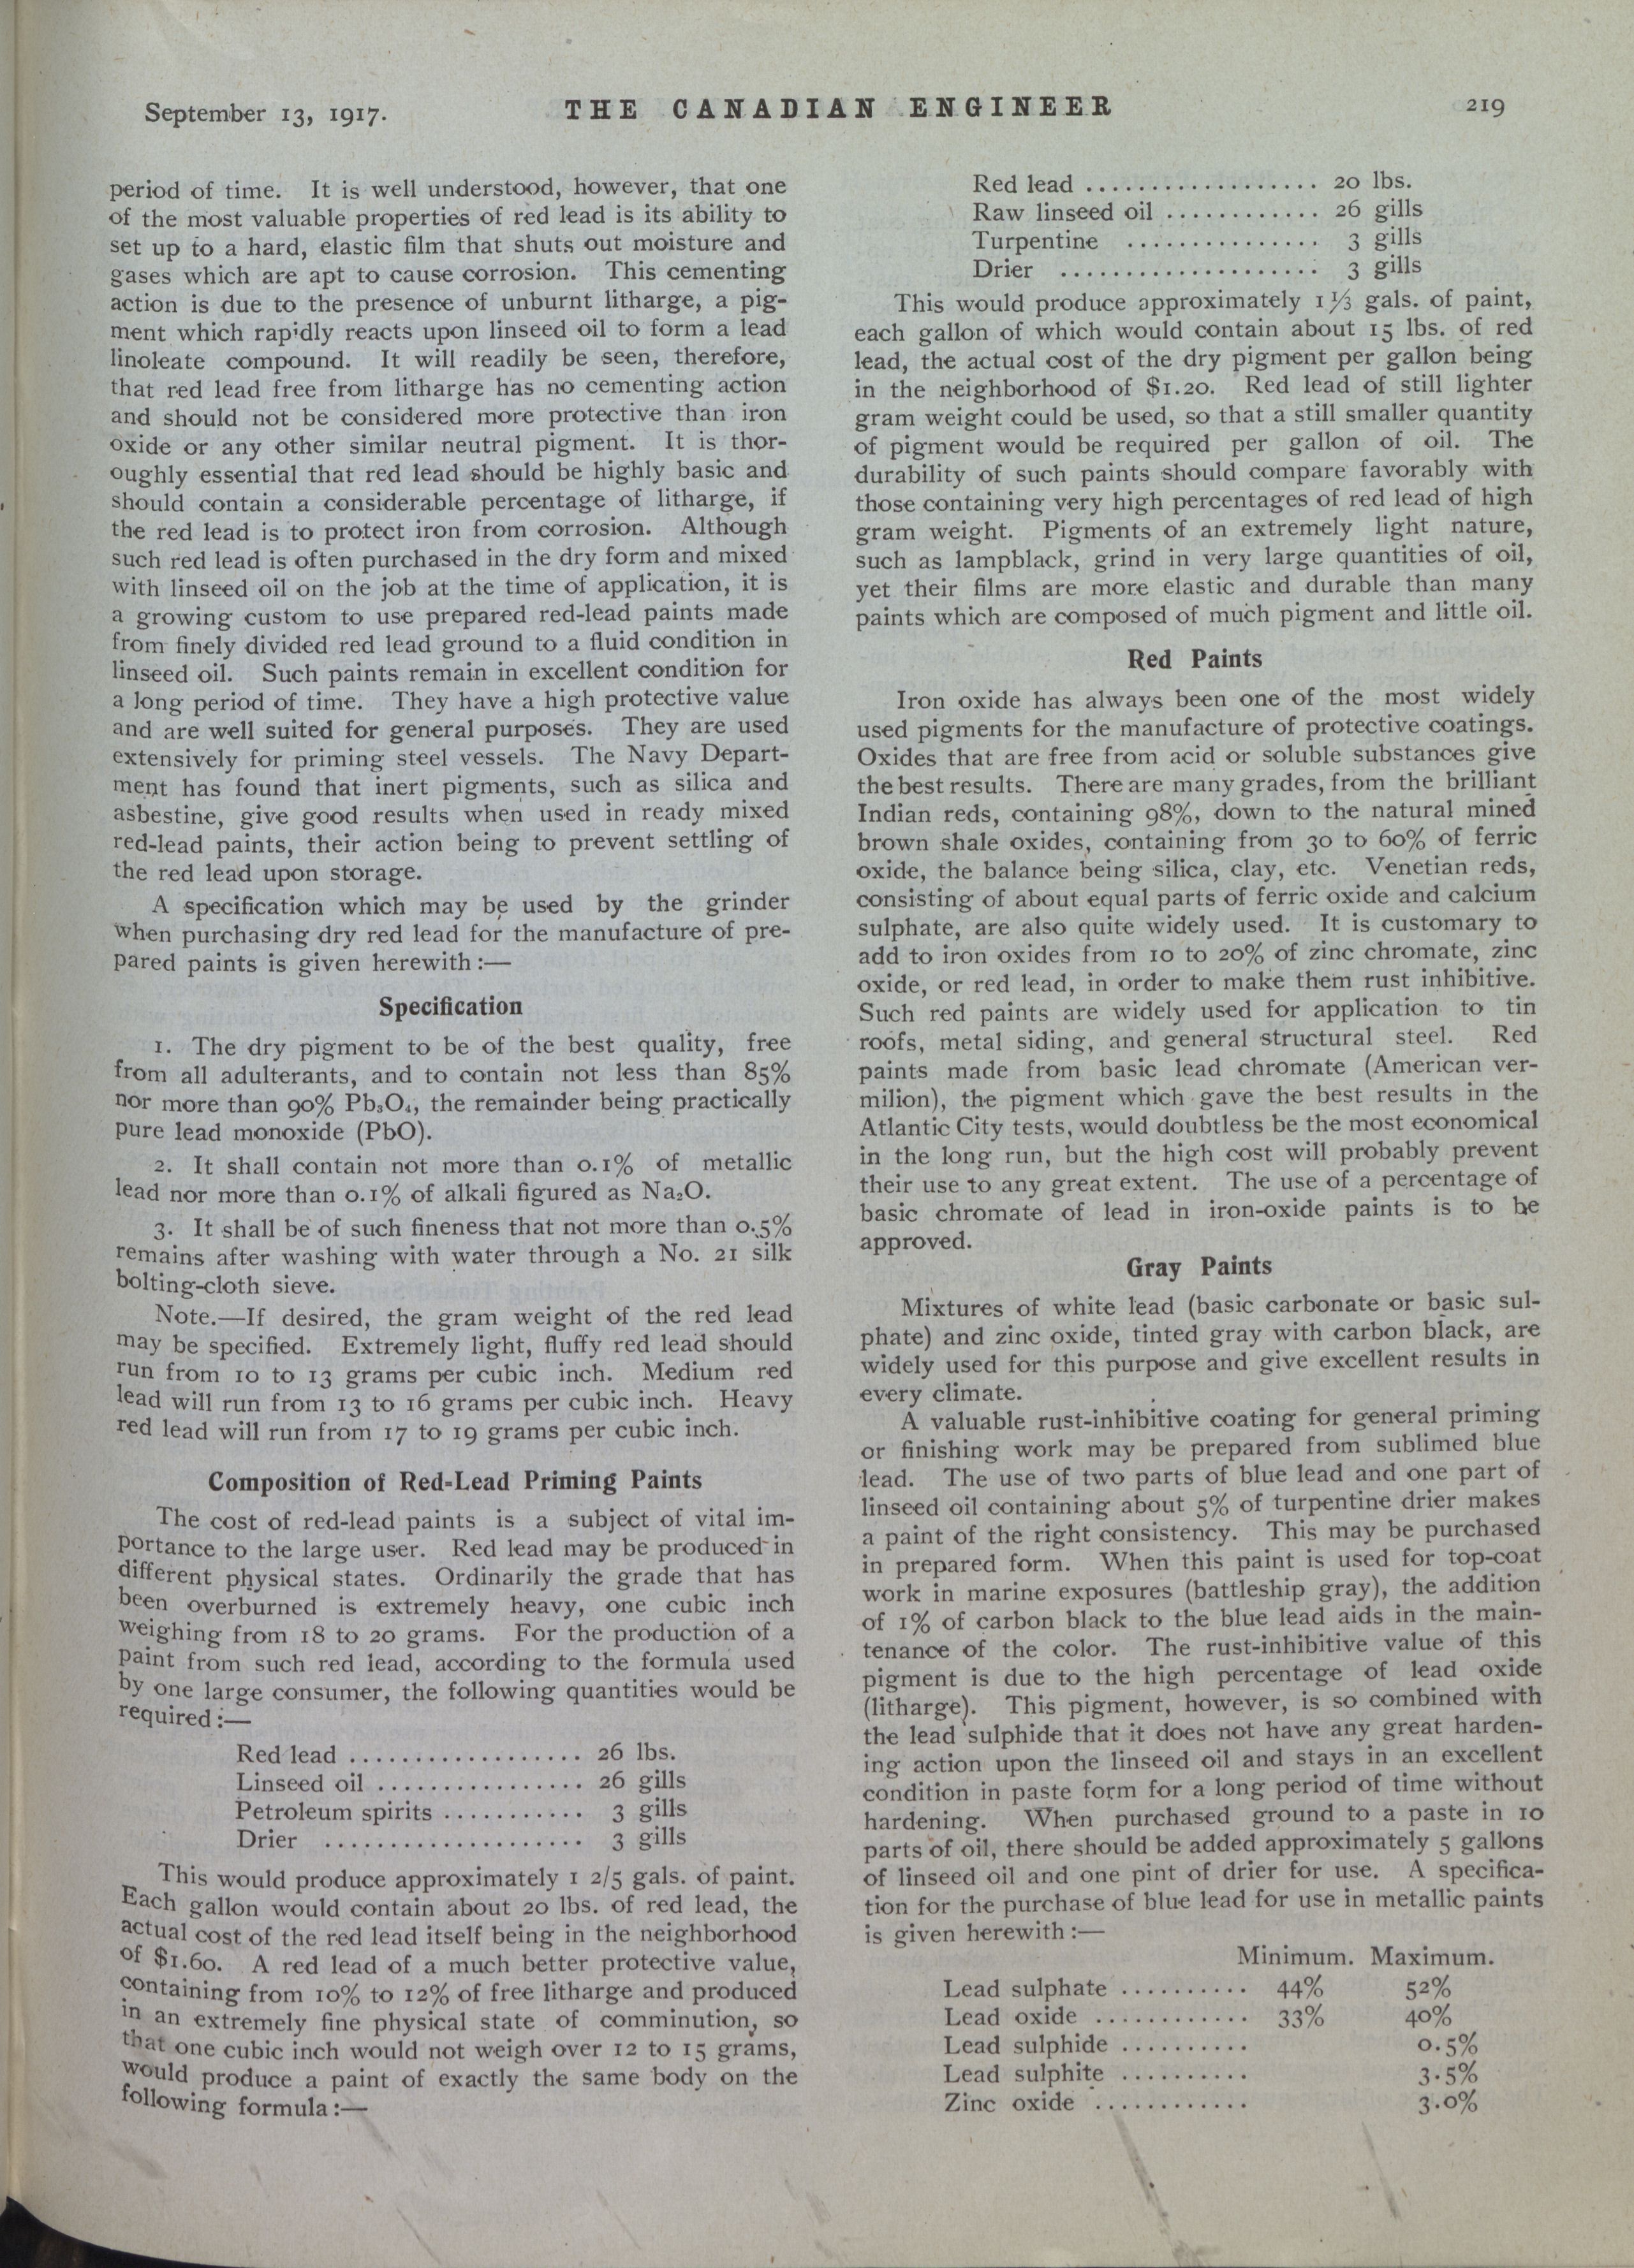 September 13, 1917.
THE CANADIAN ENGINEER
219
period of time. It is well understood, however, that one
of the most valuable properties of red lead is its ability to
set up to a hard, elastic film that shuts out moisture and
gases which are apt to cause corrosion. This cementing
action is due to the presence of unburnt litharge, a pig-
ment which rapidly reacts upon linseed oil to form a lead
linoleate compound. It will readily be seen, therefore,
that red lead free from litharge has no cementing action
and should not be considered more protective than iron
oxide or any other similar neutral pigment. It is thor-
oughly essential that red lead should be highly basic and
should contain a considerable percentage of litharge, if
the red lead is to protect iron from corrosion. Although
such red lead is often purchased in the dry form and mixed
with linseed oil on the job at the time of application, it is
a growing custom to use prepared red-lead paints made
from finely divided red lead ground to a fluid condition in
linseed oil. Such paints remain in excellent condition for
a long period of time. They have a high protective value
and are well suited for general purposes. They are used
extensively for priming steel vessels. The Navy Depart-
ment has found that inert pigments, such as silica and
asbestine, give good results when used in ready mixed
red-lead paints, their action being to prevent settling of
the red lead upon storage.
A specification which may be used by the grinder
when purchasing dry red lead for the manufacture of pre-
pared paints is given herewith:—
Specification
1. The dry pigment to be of the best quality, free
from all adulterants, and to contain not less than 85%
nor more than 90% Pb₃O₄, the remainder being practically
pure lead monoxide (PbO).
2. It shall contain not more than 0.1% of metallic
lead nor more than 0.1% of alkali figured as Na₂O.
3. It shall be of such fineness that not more than 0.5%
remains after washing with water through a No. 21 silk
bolting-cloth sieve.
Note.—If desired, the gram weight of the red lead
may be specified. Extremely light, fluffy red lead should
run from 10 to 13 grams per cubic inch. Medium red
lead will run from 13 to 16 grams per cubic inch. Heavy
red lead will run from 17 to 19 grams per cubic inch.
Composition of Red-Lead Priming Paints
The cost of red-lead paints is a subject of vital im-
portance to the large user. Red lead may be produced in
different physical states. Ordinarily the grade that has
been overburned is extremely heavy, one cubic inch
weighing from 18 to 20 grams. For the production of a
paint from such red lead, according to the formula used
by one large consumer, the following quantities would be
required:—
Red lead .................. 26 lbs.
Linseed oil ................ 26 gills
Petroleum spirits ........... 3 gills
Drier .................... 3 gills
This would produce approximately 1 2/5 gals. of paint.
Each gallon would contain about 20 lbs. of red lead, the
actual cost of the red lead itself being in the neighborhood
of $1.60. A red lead of a much better protective value,
containing from 10% to 12% of free litharge and produced
in an extremely fine physical state of comminution, so
that one cubic inch would not weigh over 12 to 15 grams,
would produce a paint of exactly the same body on the
following formula:—
Red lead .................. 20 lbs.
Raw linseed oil ............ 26 gills
Turpentine ............... 3 gills
Drier .................... 3 gills
This would produce approximately 1⅓ gals. of paint,
each gallon of which would contain about 15 lbs. of red
lead, the actual cost of the dry pigment per gallon being
in the neighborhood of $1.20. Red lead of still lighter
gram weight could be used, so that a still smaller quantity
of pigment would be required per gallon of oil. The
durability of such paints should compare favorably with
those containing very high percentages of red lead of high
gram weight. Pigments of an extremely light nature,
such as lampblack, grind in very large quantities of oil,
yet their films are more elastic and durable than many
paints which are composed of much pigment and little oil.
Red Paints
Iron oxide has always been one of the most widely
used pigments for the manufacture of protective coatings.
Oxides that are free from acid or soluble substances give
the best results. There are many grades, from the brilliant
Indian reds, containing 98%, down to the natural mined
brown shale oxides, containing from 30 to 60% of ferric
oxide, the balance being silica, clay, etc. Venetian reds,
consisting of about equal parts of ferric oxide and calcium
sulphate, are also quite widely used. It is customary to
add to iron oxides from 10 to 20% of zinc chromate, zinc
oxide, or red lead, in order to make them rust inhibitive.
Such red paints are widely used for application to tin
roofs, metal siding, and general structural steel. Red
paints made from basic lead chromate (American ver-
milion), the pigment which gave the best results in the
Atlantic City tests, would doubtless be the most economical
in the long run, but the high cost will probably prevent
their use to any great extent. The use of a percentage of
basic chromate of lead in iron-oxide paints is to be
approved.
Gray Paints
Mixtures of white lead (basic carbonate or basic sul-
phate) and zinc oxide, tinted gray with carbon black, are
widely used for this purpose and give excellent results in
every climate.
A valuable rust-inhibitive coating for general priming
or finishing work may be prepared from sublimed blue
lead. The use of two parts of blue lead and one part of
linseed oil containing about 5% of turpentine drier makes
a paint of the right consistency. This may be purchased
in prepared form. When this paint is used for top-coat
work in marine exposures (battleship gray), the addition
of 1% of carbon black to the blue lead aids in the main-
tenance of the color. The rust-inhibitive value of this
pigment is due to the high percentage of lead oxide
(litharge). This pigment, however, is so combined with
the lead sulphide that it does not have any great harden-
ing action upon the linseed oil and stays in an excellent
condition in paste form for a long period of time without
hardening. When purchased ground to a paste in 10
parts of oil, there should be added approximately 5 gallons
of linseed oil and one pint of drier for use. A specifica-
tion for the purchase of blue lead for use in metallic paints
is given herewith:—
Minimum. Maximum.
Lead sulphate .......... 44% 52%
Lead oxide ............ 33% 40%
Lead sulphide .......... 0.5%
Lead sulphite .......... 3.5%
Zinc oxide ............ 3.0%